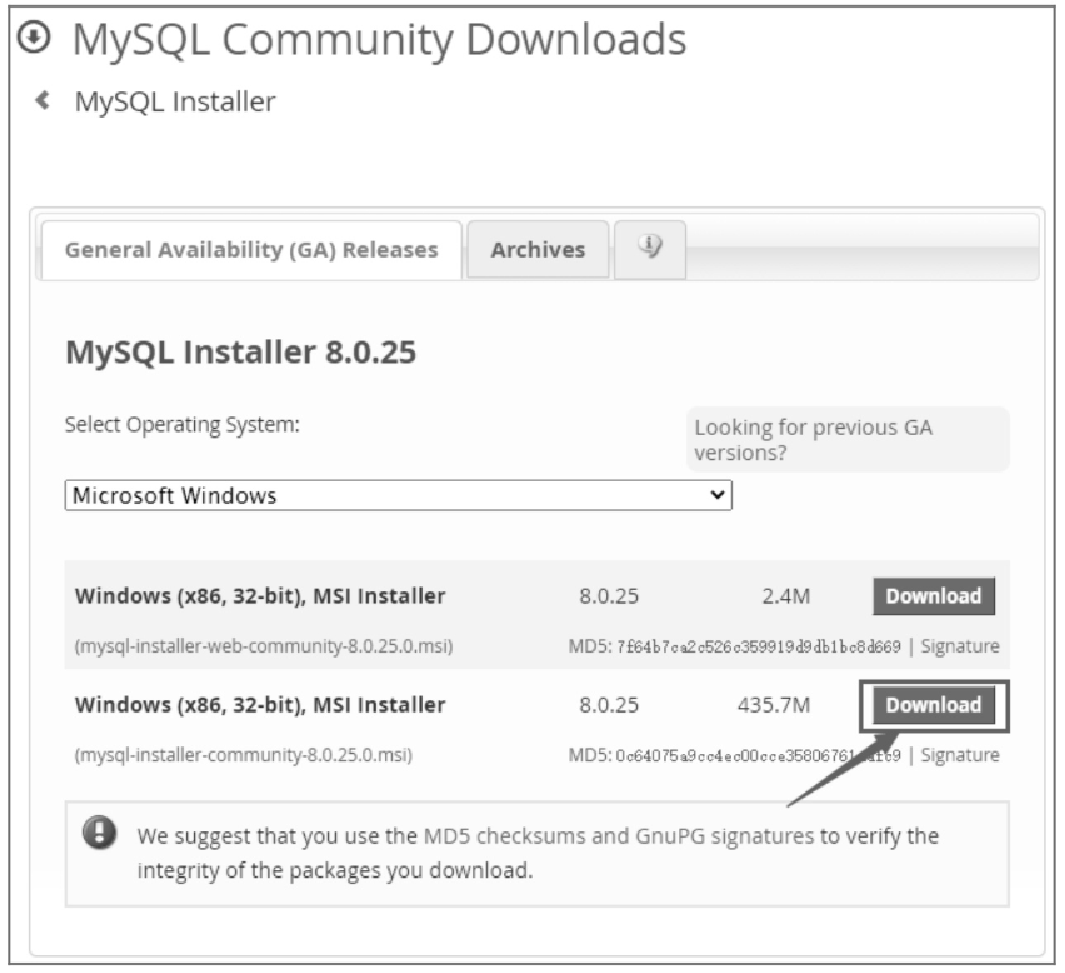 MySQL Community Downloads
MySQL Installer
General Availability (GA) Releases Archives
MySQL Installer 8.0.25
Select Operating System:
Looking for previous GA
versions?
Microsoft Windows
Windows (x86, 32-bit), MSI Installer 8.0.25 2.4M Download
(mysql-installer-web-community-8.0.25.0.msi) MD5: | Signature
Windows (x86, 32-bit), MSI Installer 8.0.25 435.7M Download
(mysql-installer-community-8.0.25.0.msi) MD5: | Signature
We suggest that you use the MD5 checksums and GnuPG signatures to verify the
integrity of the packages you download.